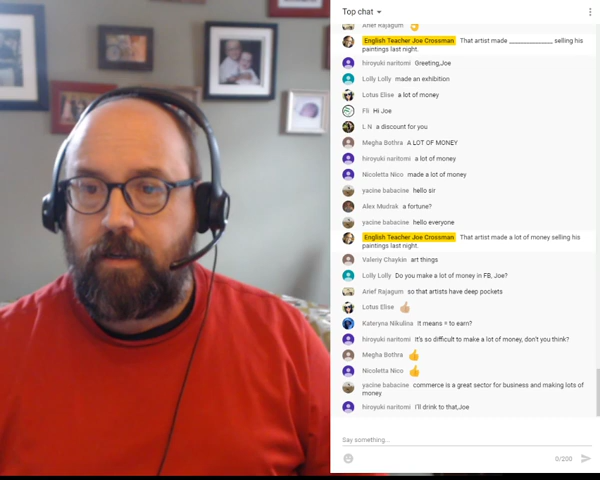 Top chat
Arief Rajagum
English Teacher Joe Crossman That artist made _______________ selling his
paintings last night.
hiroyuki naritomi Greeting,Joe
Lolly Lolly made an exhibition
Lotus Elise a lot of money
Fli Hi Joe
L N a discount for you
Megha Bothra A LOT OF MONEY
hiroyuki naritomi a lot of money
Nicoletta Nico made a lot of money
yacine babacine hello sir
Alex Mudrak a fortune?
yacine babacine hello everyone
English Teacher Joe Crossman That artist made a lot of money selling his
paintings last night.
Valeriy Chaykin art things
Lolly Lolly Do you make a lot of money in FB, Joe?
Arief Rajagum so that artists have deep pockets
Lotus Elise
Kateryna Nikulina It means = to earn?
hiroyuki naritomi It's so difficult to make a lot of money, don't you think?
Megha Bothra
Nicoletta Nico
yacine babacine commerce is a great sector for business and making lots of
money
hiroyuki naritomi I'll drink to that,Joe
Say something...
0/200